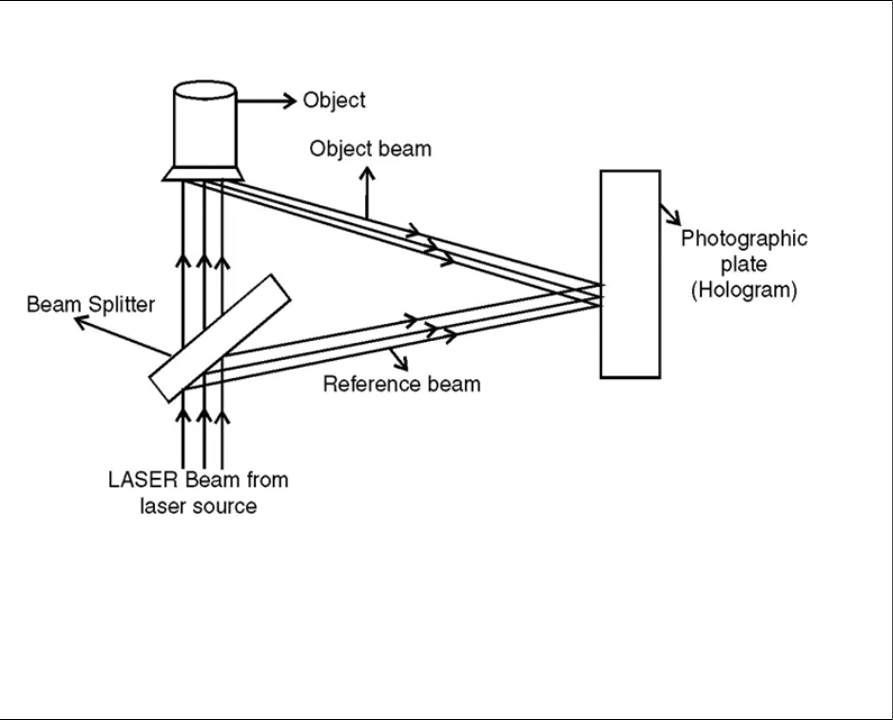 Object
Object beam
Photographic
plate
(Hologram)
Beam Splitter
Reference beam
LASER Beam from
laser source